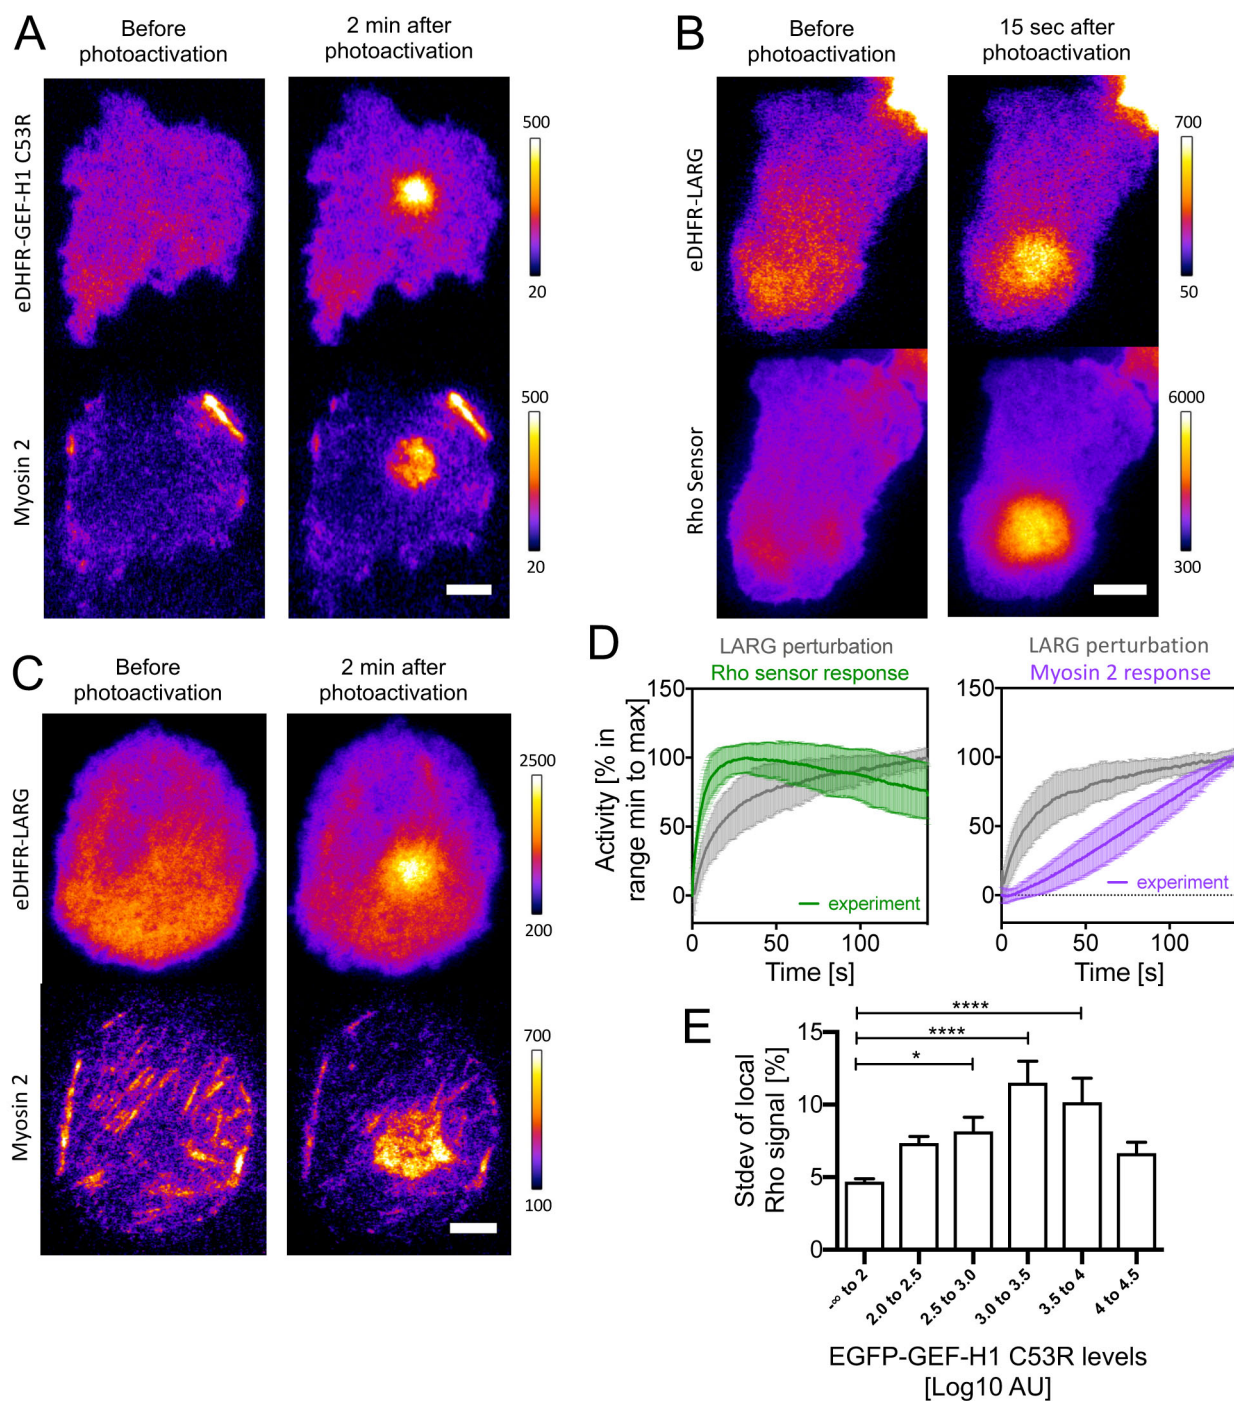 A
Before
photoactivation
2 min after
photoactivation
eDHFR-GEF-H1 C53R
500
20
Myosin 2
500
20
B
Before
photoactivation
15 sec after
photoactivation
eDHFR-LARG
700
50
Rho Sensor
6000
300
C
Before
photoactivation
2 min after
photoactivation
eDHFR-LARG
2500
200
Myosin 2
700
100
D
LARG perturbation
Rho sensor response
Activity [% in
range min to max]
150
100
50
0
experiment
0 50 100
Time [s]
LARG perturbation
Myosin 2 response
150
100
50
0
experiment
0 50 100
Time [s]
E
****
****
*
Stdev of local
Rho signal [%]
15
10
5
0
-∞ to 2
2.0 to 2.5
2.5 to 3.0
3.0 to 3.5
3.5 to 4
4 to 4.5
EGFP-GEF-H1 C53R levels
[Log10 AU]